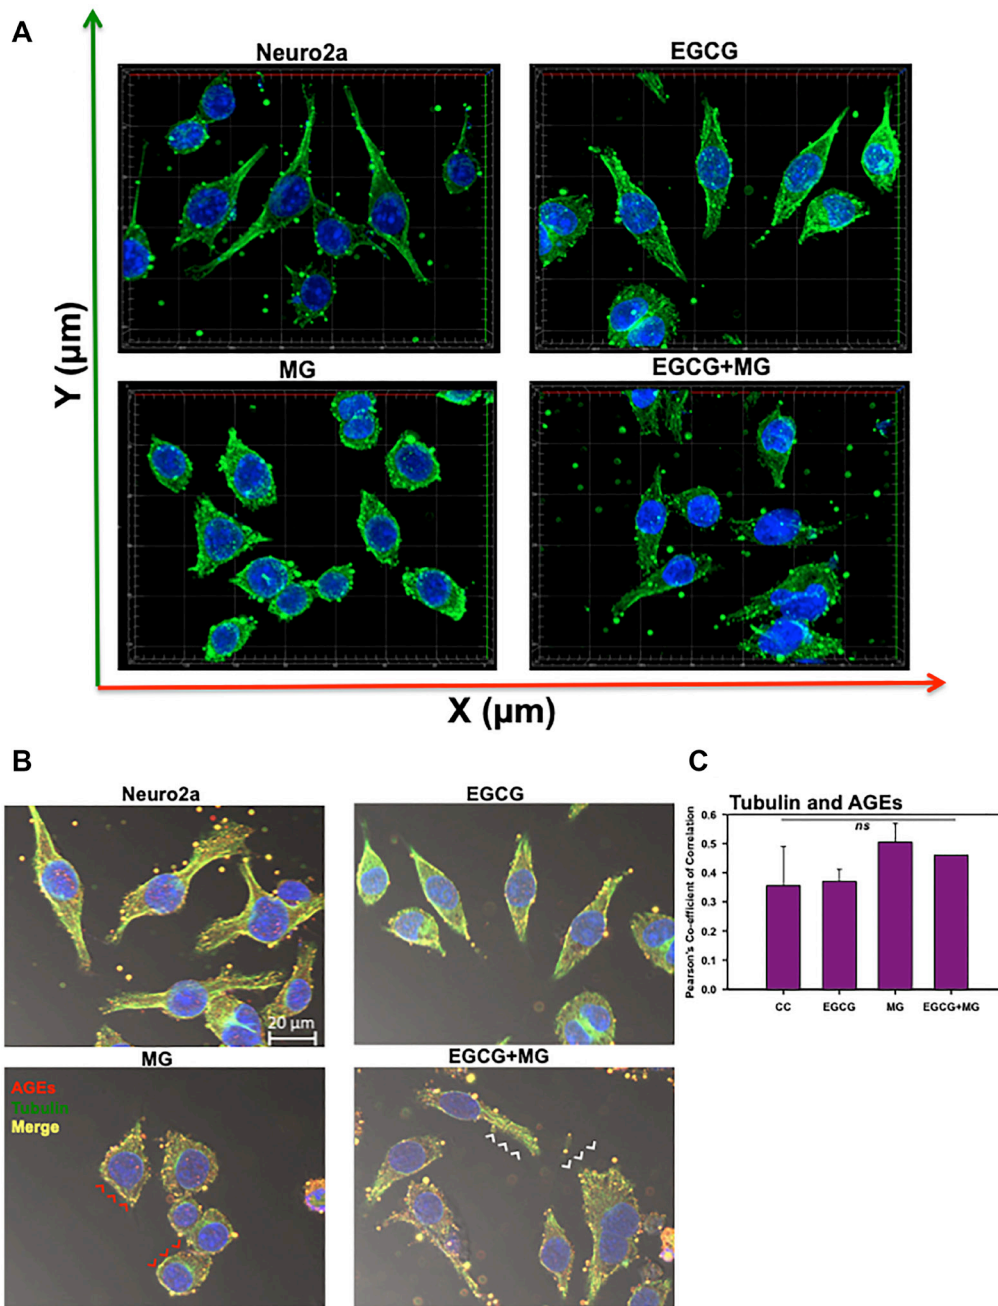 A
Neuro2a
EGCG
MG
EGCG+MG
Y (µm)
X (µm)
B
Neuro2a
EGCG
20 µm
MG
EGCG+MG
AGEs
Tubulin
Merge
C
Tubulin and AGEs
ns
Pearson's Co-efficient of Correlation
0.6
0.5
0.4
0.3
0.2
0.1
0.0
CC EGCG MG EGCG+MG